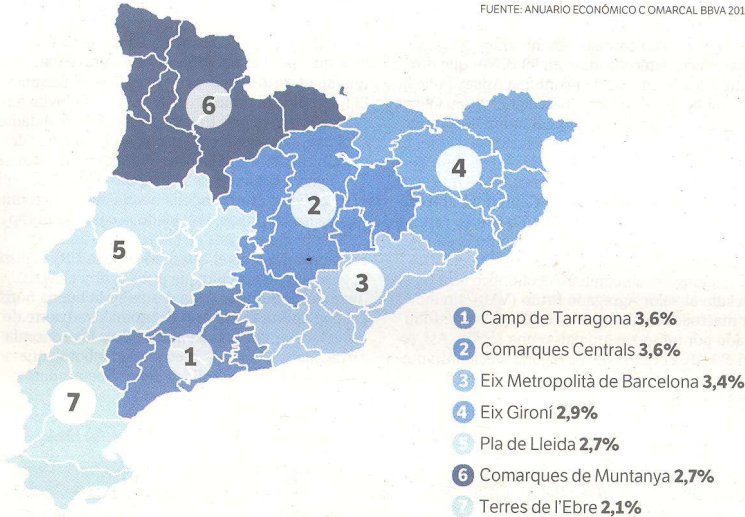 FUENTE: ANUARIO ECONÓMICO COMARCAL BBVA 201
6
4
2
5
3
1
7
1 Camp de Tarragona 3,6%
2 Comarques Centrals 3,6%
3 Eix Metropolità de Barcelona 3,4%
4 Eix Gironí 2,9%
5 Pla de Lleida 2,7%
6 Comarques de Muntanya 2,7%
7 Terres de l'Ebre 2,1%